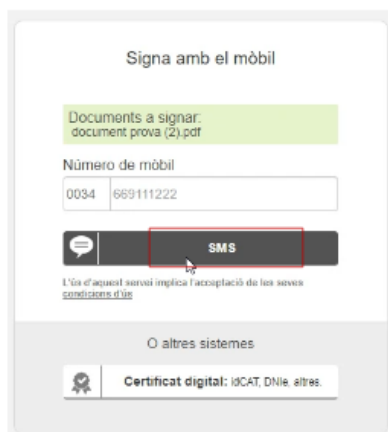 Signa amb el mòbil
Documents a signar:
document prova (2).pdf
Número de mòbil
0034 669111222
SMS
L'ús d'aquest servei implica l'acceptació de les seves
condicions d'ús
O altres sistemes
Certificat digital: idCAT, DNIe, altres.